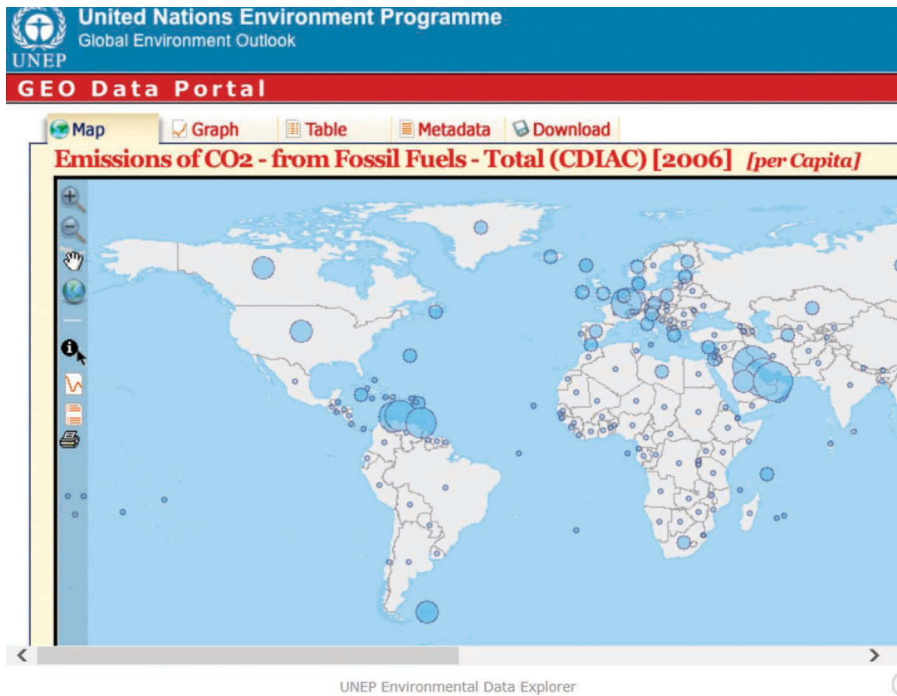 United Nations Environment Programme
Global Environment Outlook
UNEP
GEO Data Portal
Map Graph Table Metadata Download
Emissions of CO2 - from Fossil Fuels - Total (CDIAC) [2006] [per Capita]
UNEP Environmental Data Explorer